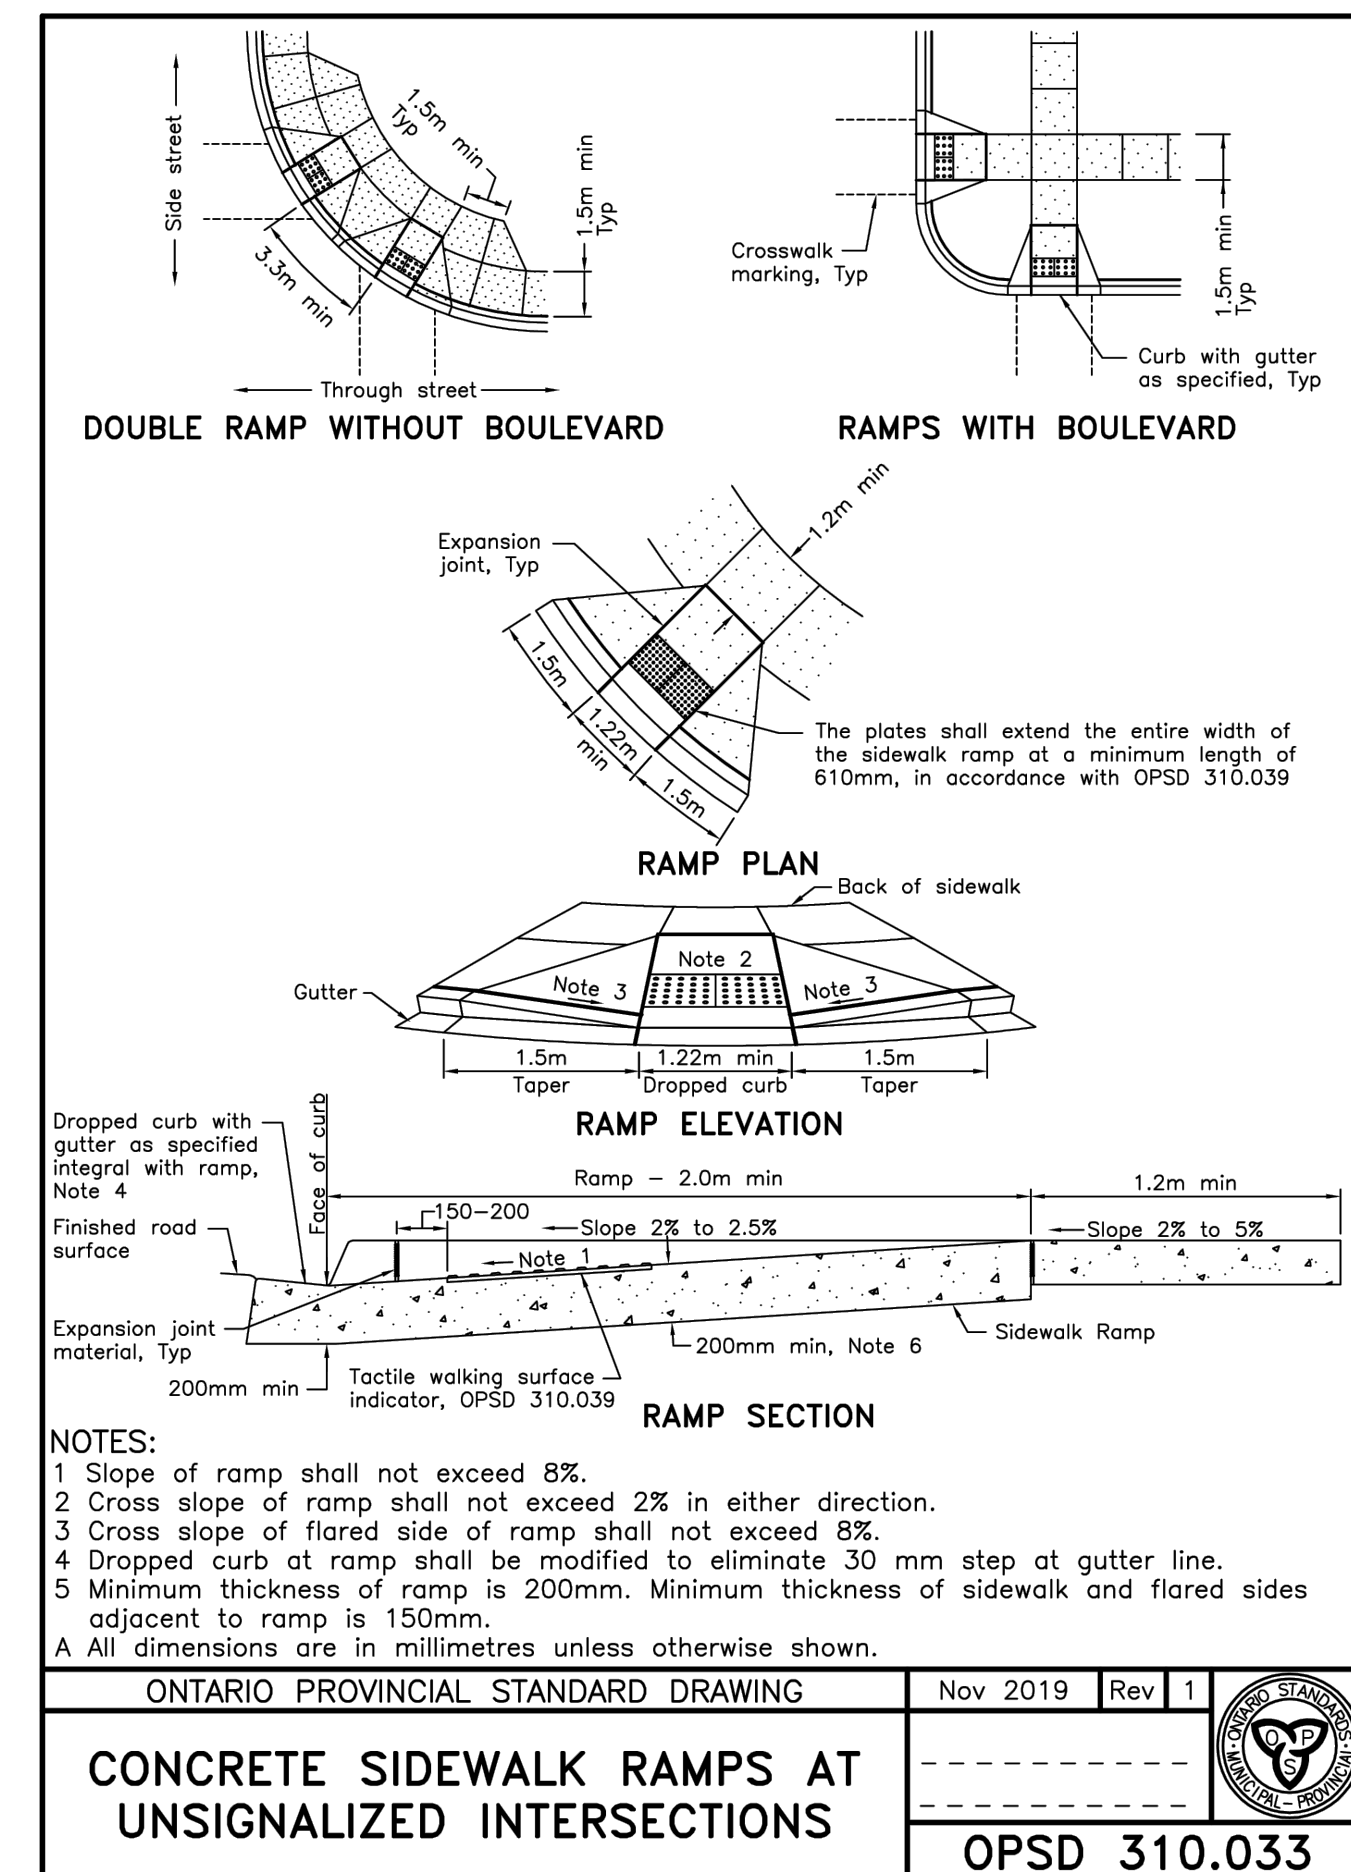 Side street
1.5m min
Typ
1.5m min
Typ
3.3m min
Through street
DOUBLE RAMP WITHOUT BOULEVARD
Crosswalk
marking, Typ
1.5m min
Typ
Curb with gutter
as specified, Typ
RAMPS WITH BOULEVARD
1.2m min
Expansion
joint, Typ
1.5m
1.22m
min
1.5m
The plates shall extend the entire width of
the sidewalk ramp at a minimum length of
610mm, in accordance with OPSD 310.039
RAMP PLAN
Back of sidewalk
Note 2
Note 3
Note 3
Gutter
1.5m
Taper
1.22m min
Dropped curb
1.5m
Taper
RAMP ELEVATION
Dropped curb with
gutter as specified
integral with ramp,
Note 4
Face of curb
Ramp – 2.0m min
1.2m min
Finished road
surface
150–200
Slope 2% to 2.5%
Slope 2% to 5%
Note 1
Expansion joint
material, Typ
Sidewalk Ramp
200mm min, Note 6
200mm min
Tactile walking surface
indicator, OPSD 310.039
RAMP SECTION
NOTES:
1 Slope of ramp shall not exceed 8%.
2 Cross slope of ramp shall not exceed 2% in either direction.
3 Cross slope of flared side of ramp shall not exceed 8%.
4 Dropped curb at ramp shall be modified to eliminate 30 mm step at gutter line.
5 Minimum thickness of ramp is 200mm. Minimum thickness of sidewalk and flared sides
adjacent to ramp is 150mm.
A All dimensions are in millimetres unless otherwise shown.
ONTARIO PROVINCIAL STANDARD DRAWING
Nov 2019 Rev 1
ONTARIO STANDARDS
MUNICIPAL – PROVINCIAL
O P S
CONCRETE SIDEWALK RAMPS AT
UNSIGNALIZED INTERSECTIONS
OPSD 310.033